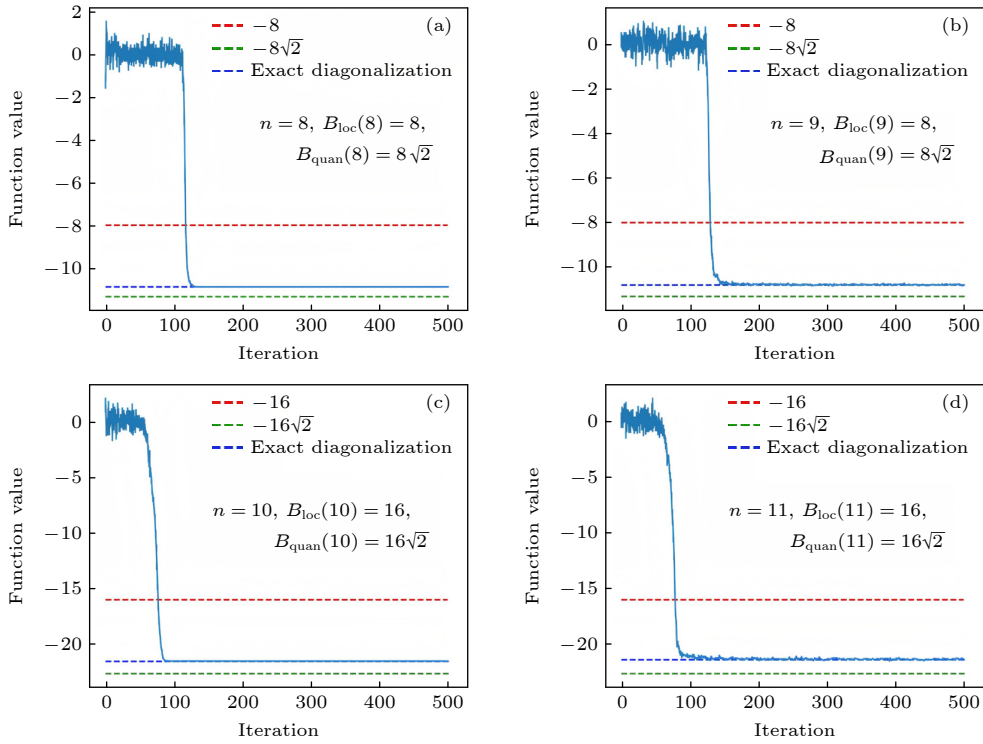 2
0
−2
−4
−6
−8
−10
Function value
(a)
−8
−8√2
Exact diagonalization
n = 8, B_loc(8) = 8,
B_quan(8) = 8√2
0 100 200 300 400 500
Iteration
0
−2
−4
−6
−8
−10
Function value
(b)
−8
−8√2
Exact diagonalization
n = 9, B_loc(9) = 8,
B_quan(9) = 8√2
0 100 200 300 400 500
Iteration
0
−5
−10
−15
−20
Function value
(c)
−16
−16√2
Exact diagonalization
n = 10, B_loc(10) = 16,
B_quan(10) = 16√2
0 100 200 300 400 500
Iteration
0
−5
−10
−15
−20
Function value
(d)
−16
−16√2
Exact diagonalization
n = 11, B_loc(11) = 16,
B_quan(11) = 16√2
0 100 200 300 400 500
Iteration